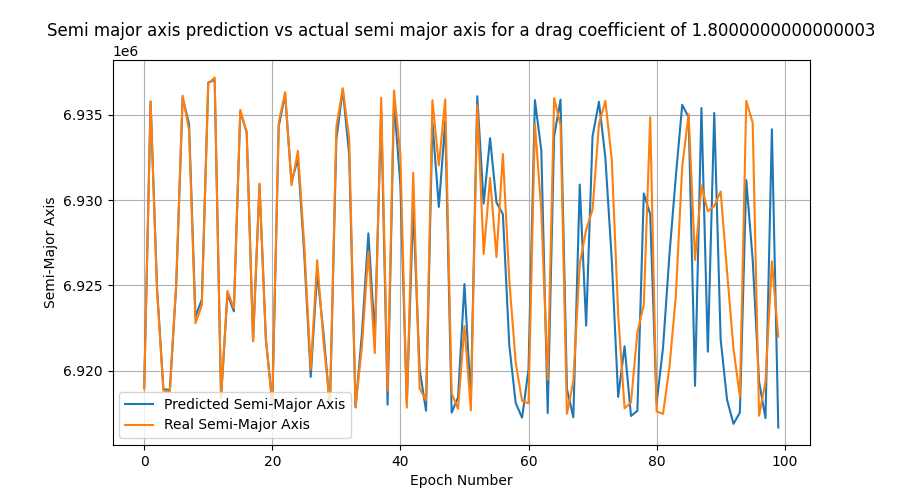 Semi major axis prediction vs actual semi major axis for a drag coefficient of 1.8000000000000003
1e6
6.935
6.930
6.925
6.920
Semi-Major Axis
Predicted Semi-Major Axis
Real Semi-Major Axis
0 20 40 60 80 100
Epoch Number